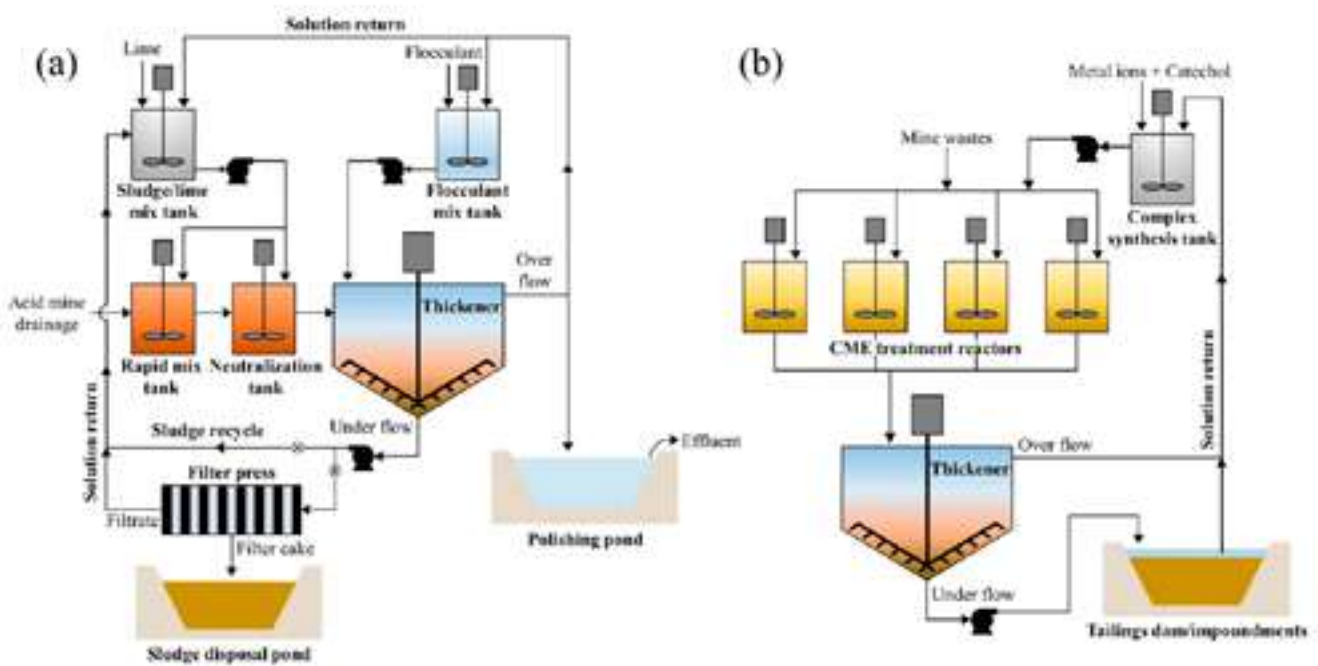 (a)
Solution return
Lime
Flocculant
Sludge/lime
mix tank
Flocculant
mix tank
Over
flow
Acid mine
drainage
Thickener
Rapid mix
tank
Neutralization
tank
Solution return
Sludge recycle
Under flow
Filter press
Filtrate
Filter cake
Effluent
Polishing pond
Sludge disposal pond
(b)
Metal ions + Catechol
Mine wastes
Complex
synthesis tank
CME treatment reactors
Solution return
Thickener
Over flow
Under flow
Tailings dam/impoundments